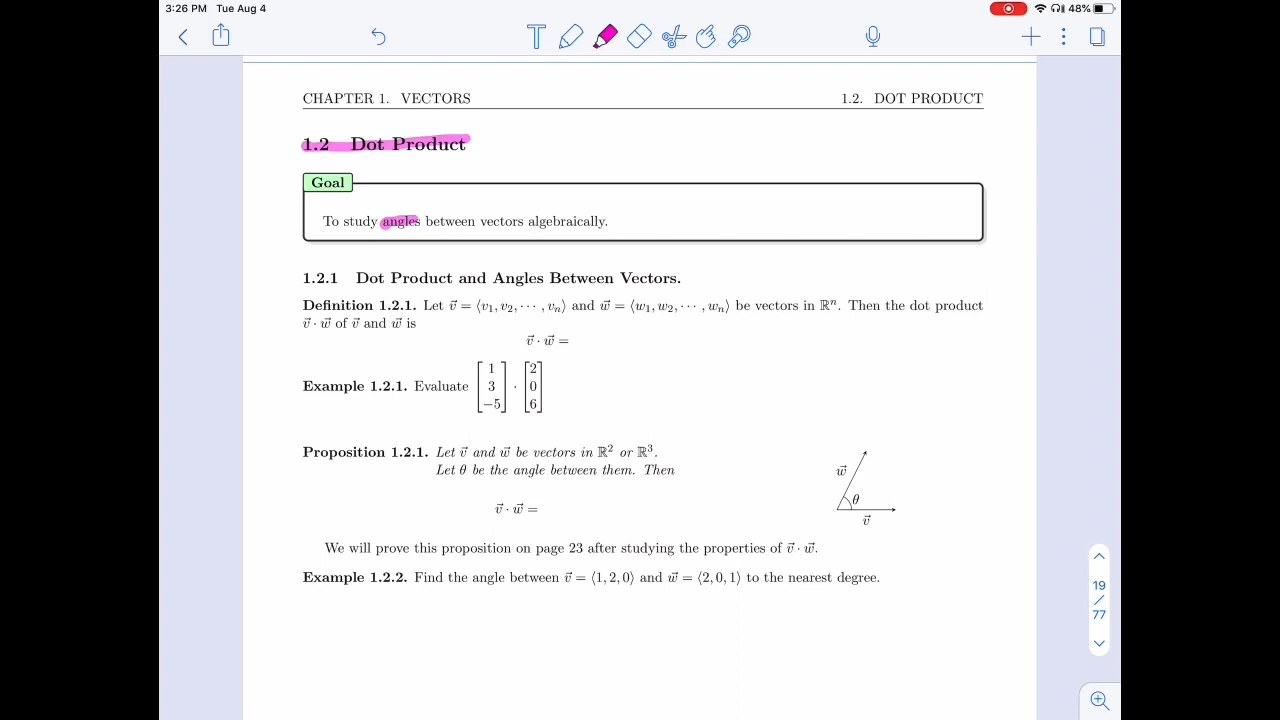 3:26 PM Tue Aug 4
48%
CHAPTER 1. VECTORS 1.2. DOT PRODUCT
1.2 Dot Product
Goal
To study angles between vectors algebraically.
1.2.1 Dot Product and Angles Between Vectors.
Definition 1.2.1. Let v⃗ = ⟨v₁, v₂, ⋯ , vₙ⟩ and w⃗ = ⟨w₁, w₂, ⋯ , wₙ⟩ be vectors in ℝⁿ. Then the dot product
v⃗ · w⃗ of v⃗ and w⃗ is
v⃗ · w⃗ =
Example 1.2.1. Evaluate [1 3 −5] · [2 0 6]
Proposition 1.2.1. Let v⃗ and w⃗ be vectors in ℝ² or ℝ³.
Let θ be the angle between them. Then
v⃗ · w⃗ =
w⃗
θ
v⃗
We will prove this proposition on page 23 after studying the properties of v⃗ · w⃗.
Example 1.2.2. Find the angle between v⃗ = ⟨1, 2, 0⟩ and w⃗ = ⟨2, 0, 1⟩ to the nearest degree.
19
/
77